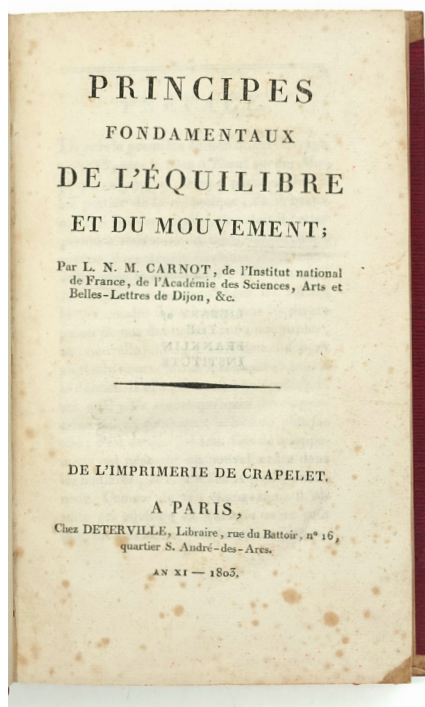 PRINCIPES
FONDAMENTAUX
DE L'ÉQUILIBRE
ET DU MOUVEMENT;
Par L. N. M. CARNOT, de l'Institut national
de France, de l'Académie des Sciences, Arts et
Belles-Lettres de Dijon, &c.
DE L'IMPRIMERIE DE CRAPELET.
A PARIS,
Chez DETERVILLE, Libraire, rue du Battoir, nº 16,
quartier S. André-des-Arcs.
AN XI — 1803.